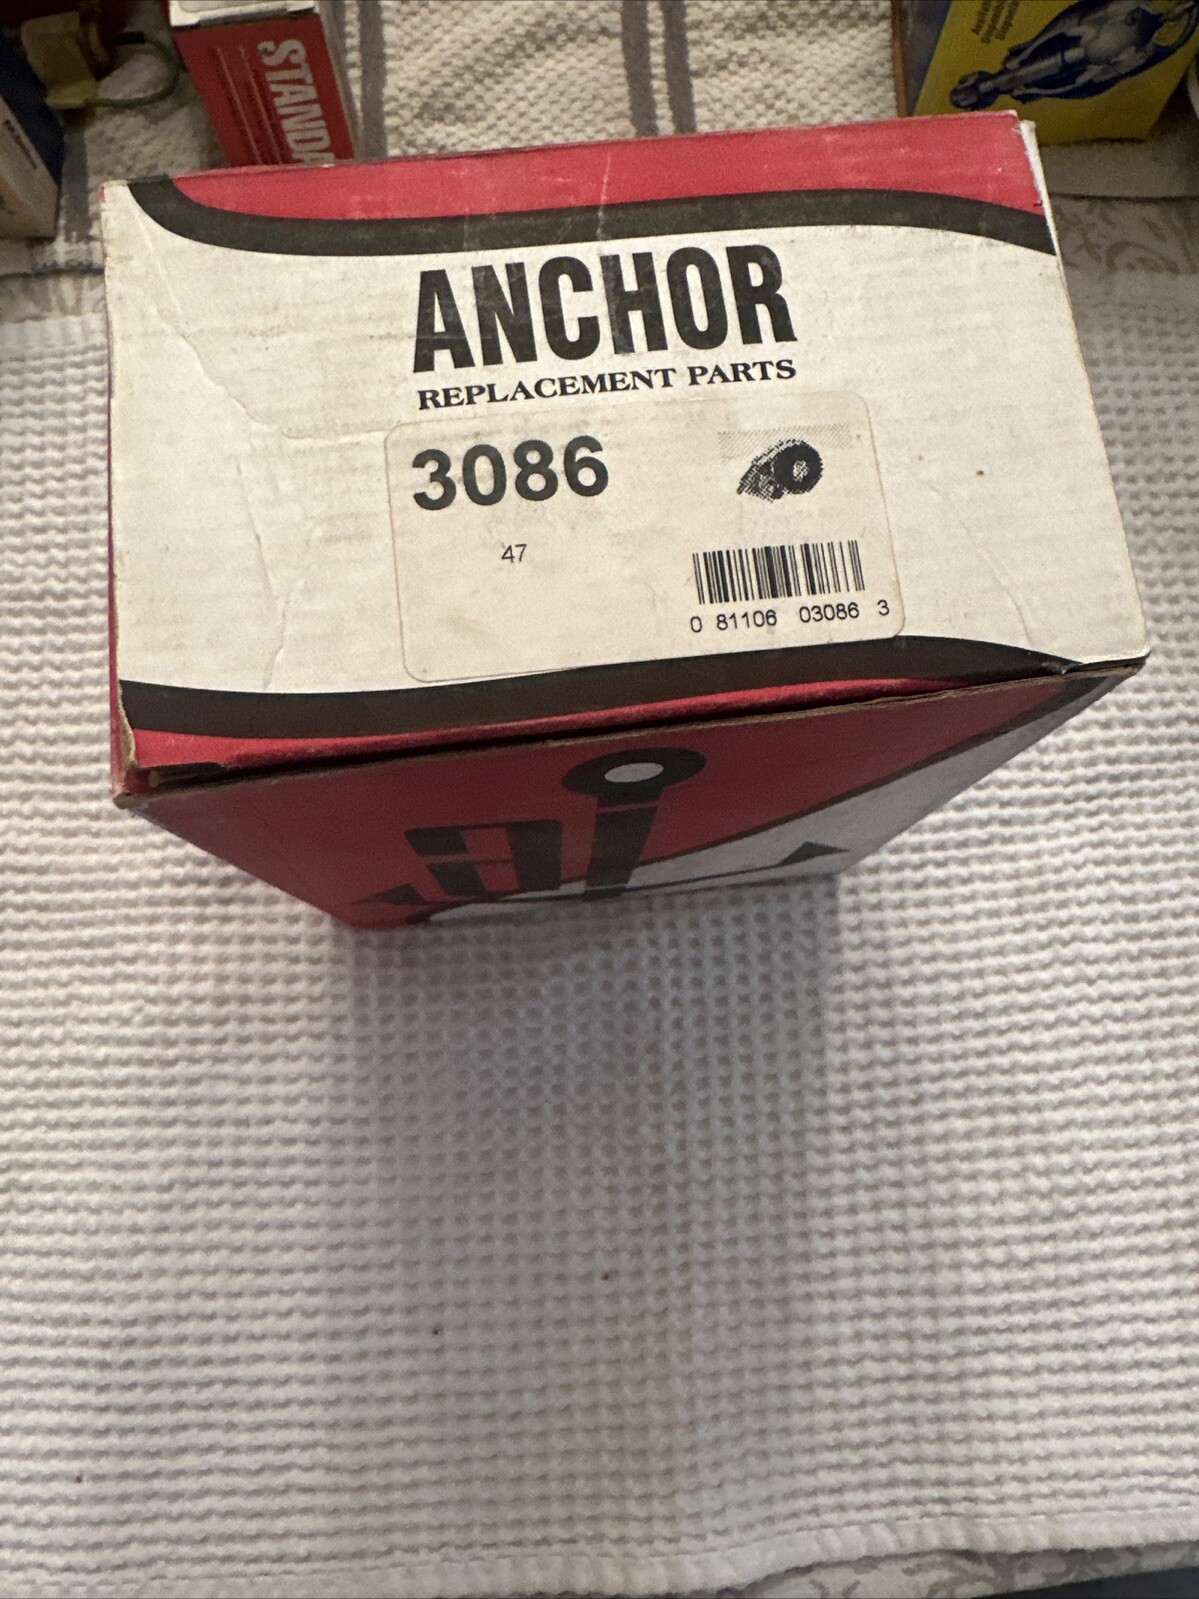 STANDA
ANCHOR
REPLACEMENT PARTS
3086
47
0 81106 03086 3